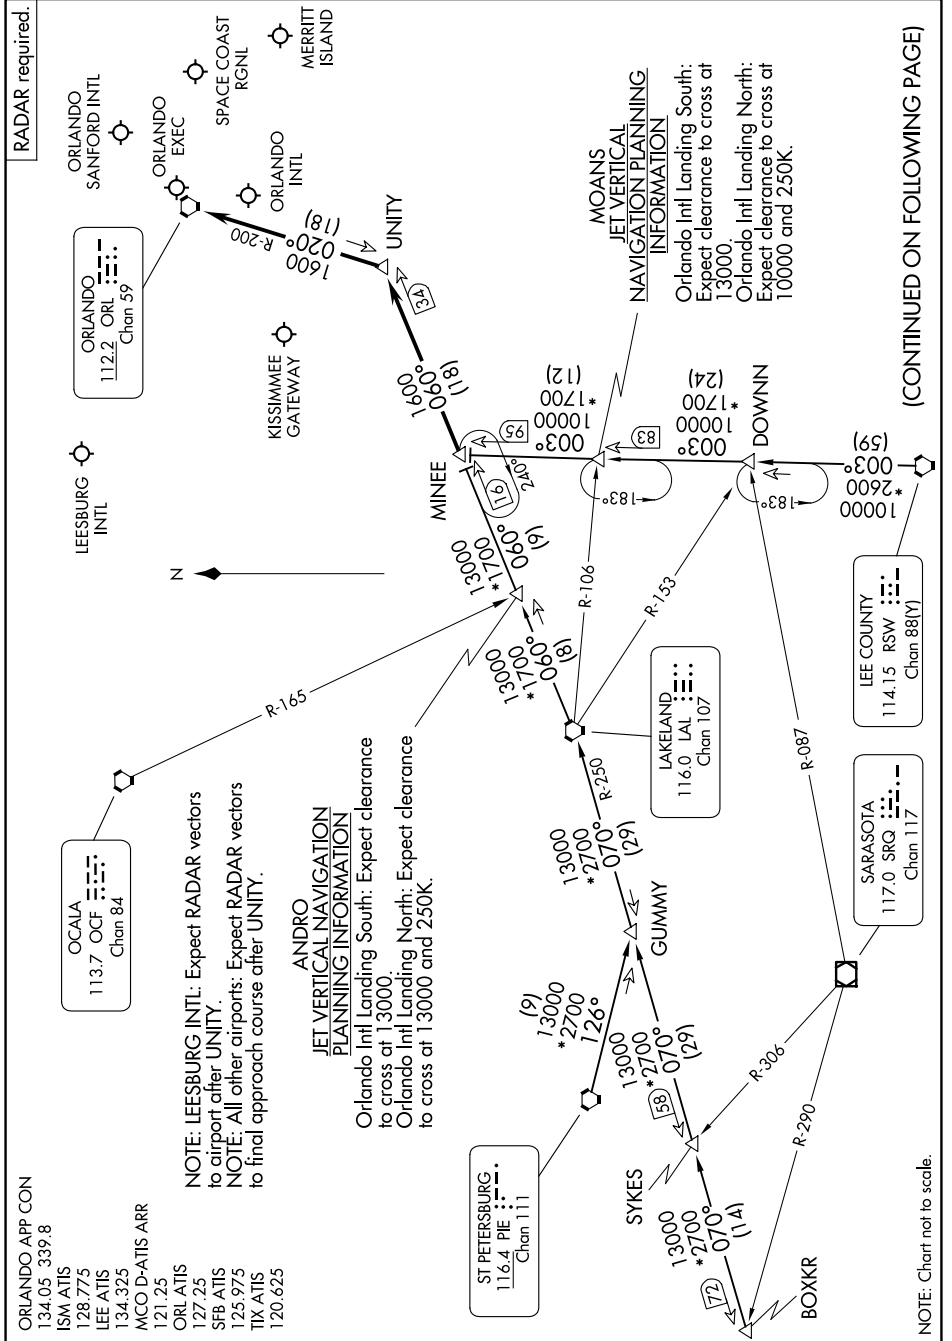 RADAR required.
ORLANDO APP CON
134.05 339.8
ISM ATIS
128.775
LEE ATIS
134.325
MCO D-ATIS ARR
121.25
ORL ATIS
127.25
SFB ATIS
125.975
TIX ATIS
120.625
NOTE: LEESBURG INTL: Expect RADAR vectors
to airport after UNITY.
NOTE: All other airports: Expect RADAR vectors
to final approach course after UNITY.
OCALA
113.7 OCF
Chan 84
R-165
N
LEESBURG
INTL
ORLANDO
112.2 ORL
Chan 59
ORLANDO
SANFORD INTL
ORLANDO
EXEC
SPACE COAST
RGNL
MERRITT
ISLAND
ORLANDO
INTL
KISSIMMEE
GATEWAY
R-200
1600
020°
(18)
UNITY
34
1600
060°
(18)
MINEE
240°
16
95
ANDRO
JET VERTICAL NAVIGATION
PLANNING INFORMATION
Orlando Intl Landing South: Expect clearance
to cross at 13000.
Orlando Intl Landing North: Expect clearance
to cross at 13000 and 250K.
13000
*1700
060°
(9)
13000
*1700
060°
(8)
MOANS
JET VERTICAL
NAVIGATION PLANNING
INFORMATION
Orlando Intl Landing South:
Expect clearance to cross at
13000.
Orlando Intl Landing North:
Expect clearance to cross at
10000 and 250K.
003°
10000
*1700
(12)
83
183°
003°
10000
*1700
(24)
DOWNN
183°
003°
(59)
*2600
10000
R-106
R-153
R-087
LAKELAND
116.0 LAL
Chan 107
LEE COUNTY
114.15 RSW
Chan 88(Y)
SARASOTA
117.0 SRQ
Chan 117
R-250
13000
*2700
070°
(29)
GUMMY
(9)
13000
*2700
126°
ST PETERSBURG
116.4 PIE
Chan 111
13000
*2700
070°
(29)
58
SYKES
13000
*2700
070°
(14)
72
BOXKR
R-306
R-290
NOTE: Chart not to scale.
(CONTINUED ON FOLLOWING PAGE)